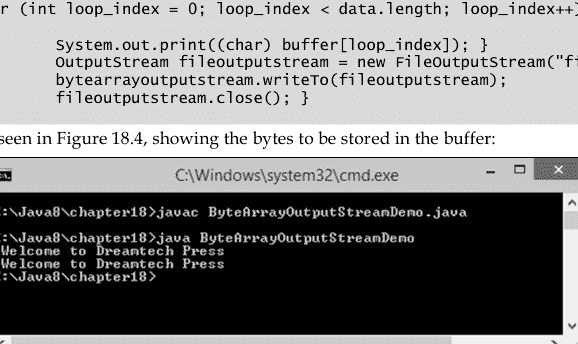 r (int loop_index = 0; loop_index < data.length; loop_index++)
System.out.print((char) buffer[loop_index]); }
OutputStream fileoutputstream = new FileOutputStream("fi
bytearrayoutputstream.writeTo(fileoutputstream);
fileoutputstream.close(); }
seen in Figure 18.4, showing the bytes to be stored in the buffer:
C:\Windows\system32\cmd.exe
:\Java8\chapter18>javac ByteArrayOutputStreamDemo.java
:\Java8\chapter18>java ByteArrayOutputStreamDemo
Welcome to Dreamtech Press
Welcome to Dreamtech Press
:\Java8\chapter18>